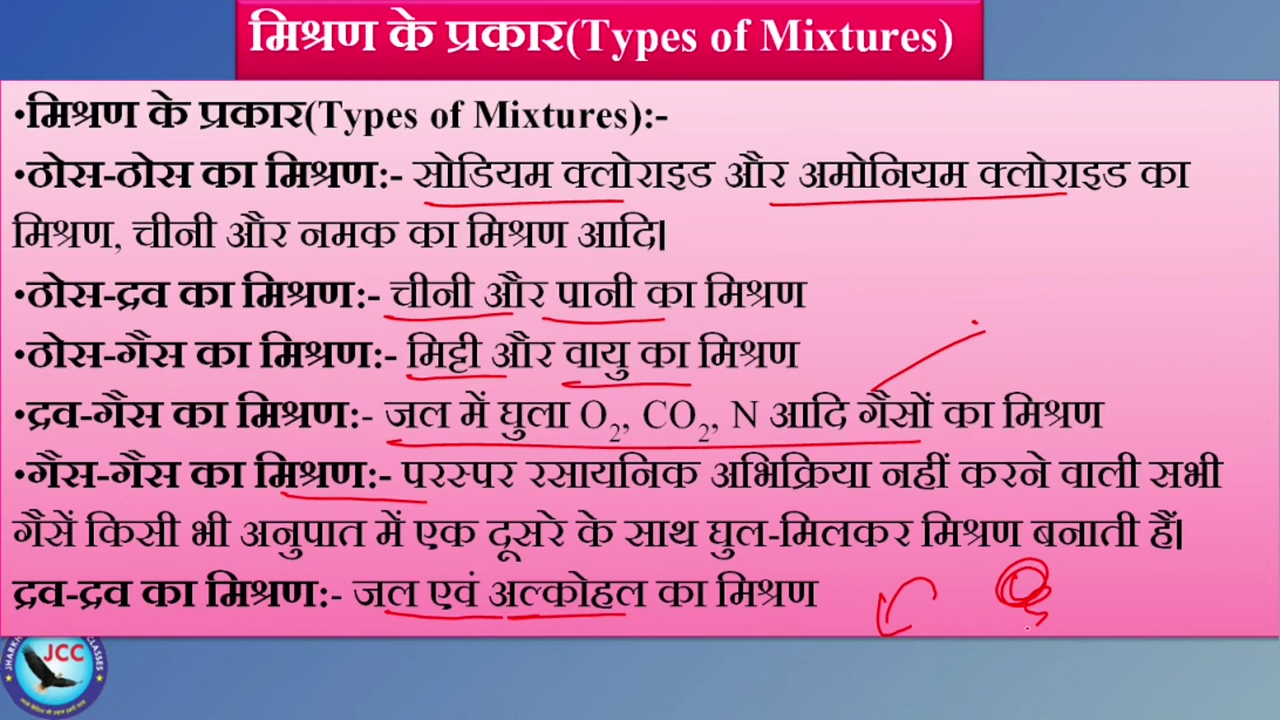 मिश्रण के प्रकार(Types of Mixtures)
•मिश्रण के प्रकार(Types of Mixtures):-
•ठोस-ठोस का मिश्रण:- सोडियम क्लोराइड और अमोनियम क्लोराइड का
मिश्रण, चीनी और नमक का मिश्रण आदि।
•ठोस-द्रव का मिश्रण:- चीनी और पानी का मिश्रण
•ठोस-गैस का मिश्रण:- मिट्टी और वायु का मिश्रण
•द्रव-गैस का मिश्रण:- जल में घुला O₂, CO₂, N आदि गैसों का मिश्रण
•गैस-गैस का मिश्रण:- परस्पर रसायनिक अभिक्रिया नहीं करने वाली सभी
गैसें किसी भी अनुपात में एक दूसरे के साथ घुल-मिलकर मिश्रण बनाती हैं।
द्रव-द्रव का मिश्रण:- जल एवं अल्कोहल का मिश्रण
JCC